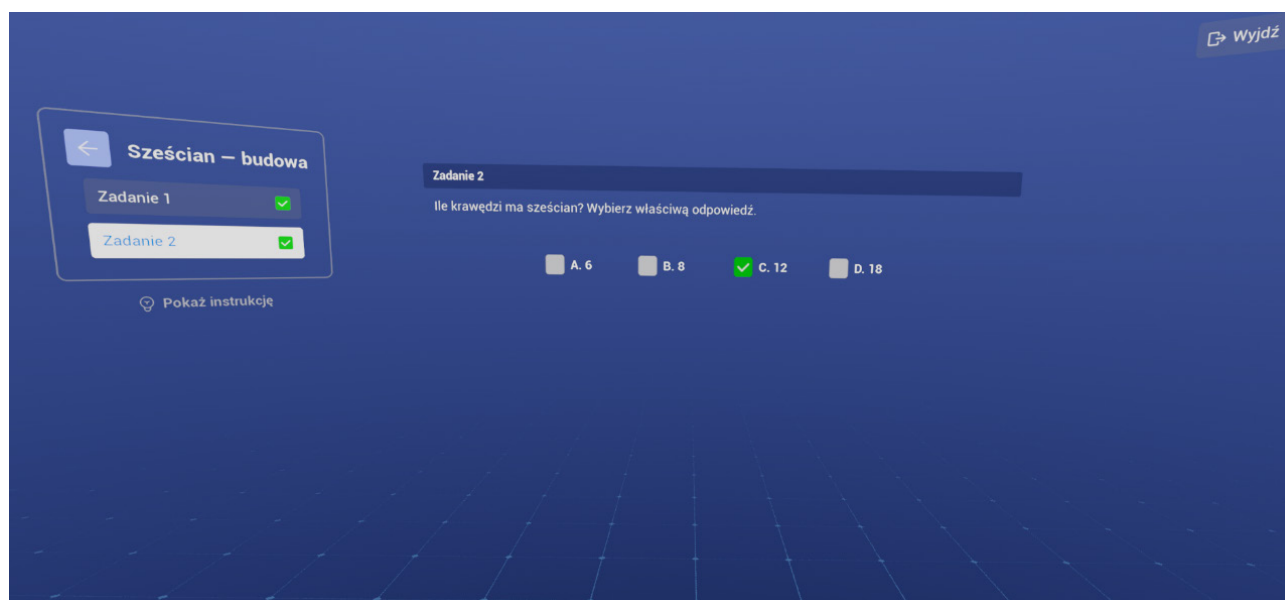 Wyjdź
Sześcian – budowa
Zadanie 1
Zadanie 2
Pokaż instrukcję
Zadanie 2
Ile krawędzi ma sześcian? Wybierz właściwą odpowiedź.
A. 6 B. 8 C. 12 D. 18